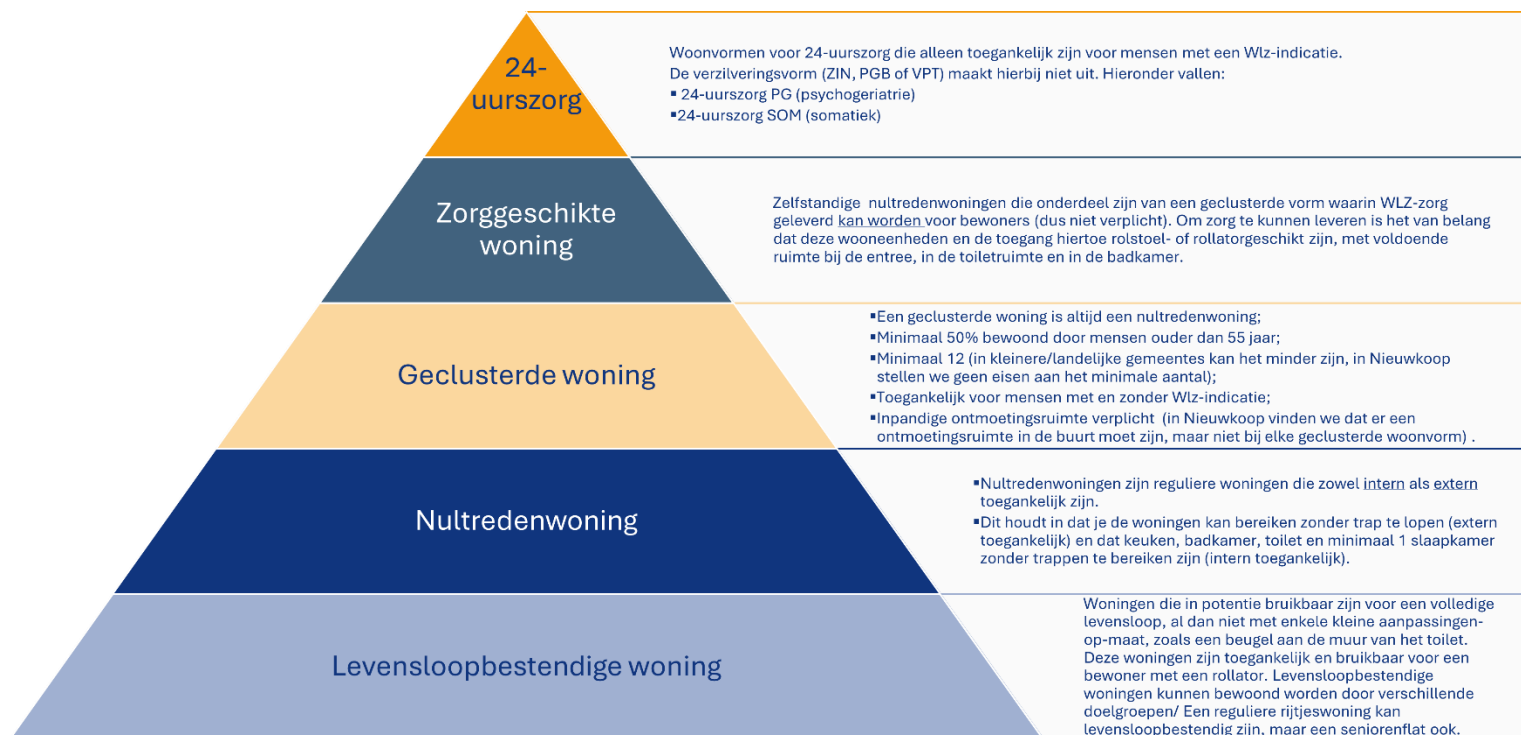 24-
uurszorg
Woonvormen voor 24-uurszorg die alleen toegankelijk zijn voor mensen met een Wlz-indicatie.
De verzilveringsvorm (ZIN, PGB of VPT) maakt hierbij niet uit. Hieronder vallen:
▪ 24-uurszorg PG (psychogeriatrie)
▪24-uurszorg SOM (somatiek)
Zorggeschikte
woning
Zelfstandige nultredenwoningen die onderdeel zijn van een geclusterde vorm waarin WLZ-zorg
geleverd kan worden voor bewoners (dus niet verplicht). Om zorg te kunnen leveren is het van belang
dat deze wooneenheden en de toegang hiertoe rolstoel- of rollatorgeschikt zijn, met voldoende
ruimte bij de entree, in de toiletruimte en in de badkamer.
Geclusterde woning
▪Een geclusterde woning is altijd een nultredenwoning;
▪Minimaal 50% bewoond door mensen ouder dan 55 jaar;
▪Minimaal 12 (in kleinere/landelijke gemeentes kan het minder zijn, in Nieuwkoop
stellen we geen eisen aan het minimale aantal);
▪Toegankelijk voor mensen met en zonder Wlz-indicatie;
▪Inpandige ontmoetingsruimte verplicht (in Nieuwkoop vinden we dat er een
ontmoetingsruimte in de buurt moet zijn, maar niet bij elke geclusterde woonvorm) .
Nultredenwoning
▪Nultredenwoningen zijn reguliere woningen die zowel intern als extern
toegankelijk zijn.
▪Dit houdt in dat je de woningen kan bereiken zonder trap te lopen (extern
toegankelijk) en dat keuken, badkamer, toilet en minimaal 1 slaapkamer
zonder trappen te bereiken zijn (intern toegankelijk).
Levensloopbestendige woning
Woningen die in potentie bruikbaar zijn voor een volledige
levensloop, al dan niet met enkele kleine aanpassingen-
op-maat, zoals een beugel aan de muur van het toilet.
Deze woningen zijn toegankelijk en bruikbaar voor een
bewoner met een rollator. Levensloopbestendige
woningen kunnen bewoond worden door verschillende
doelgroepen/ Een reguliere rijtjeswoning kan
levensloopbestendig zijn, maar een seniorenflat ook.